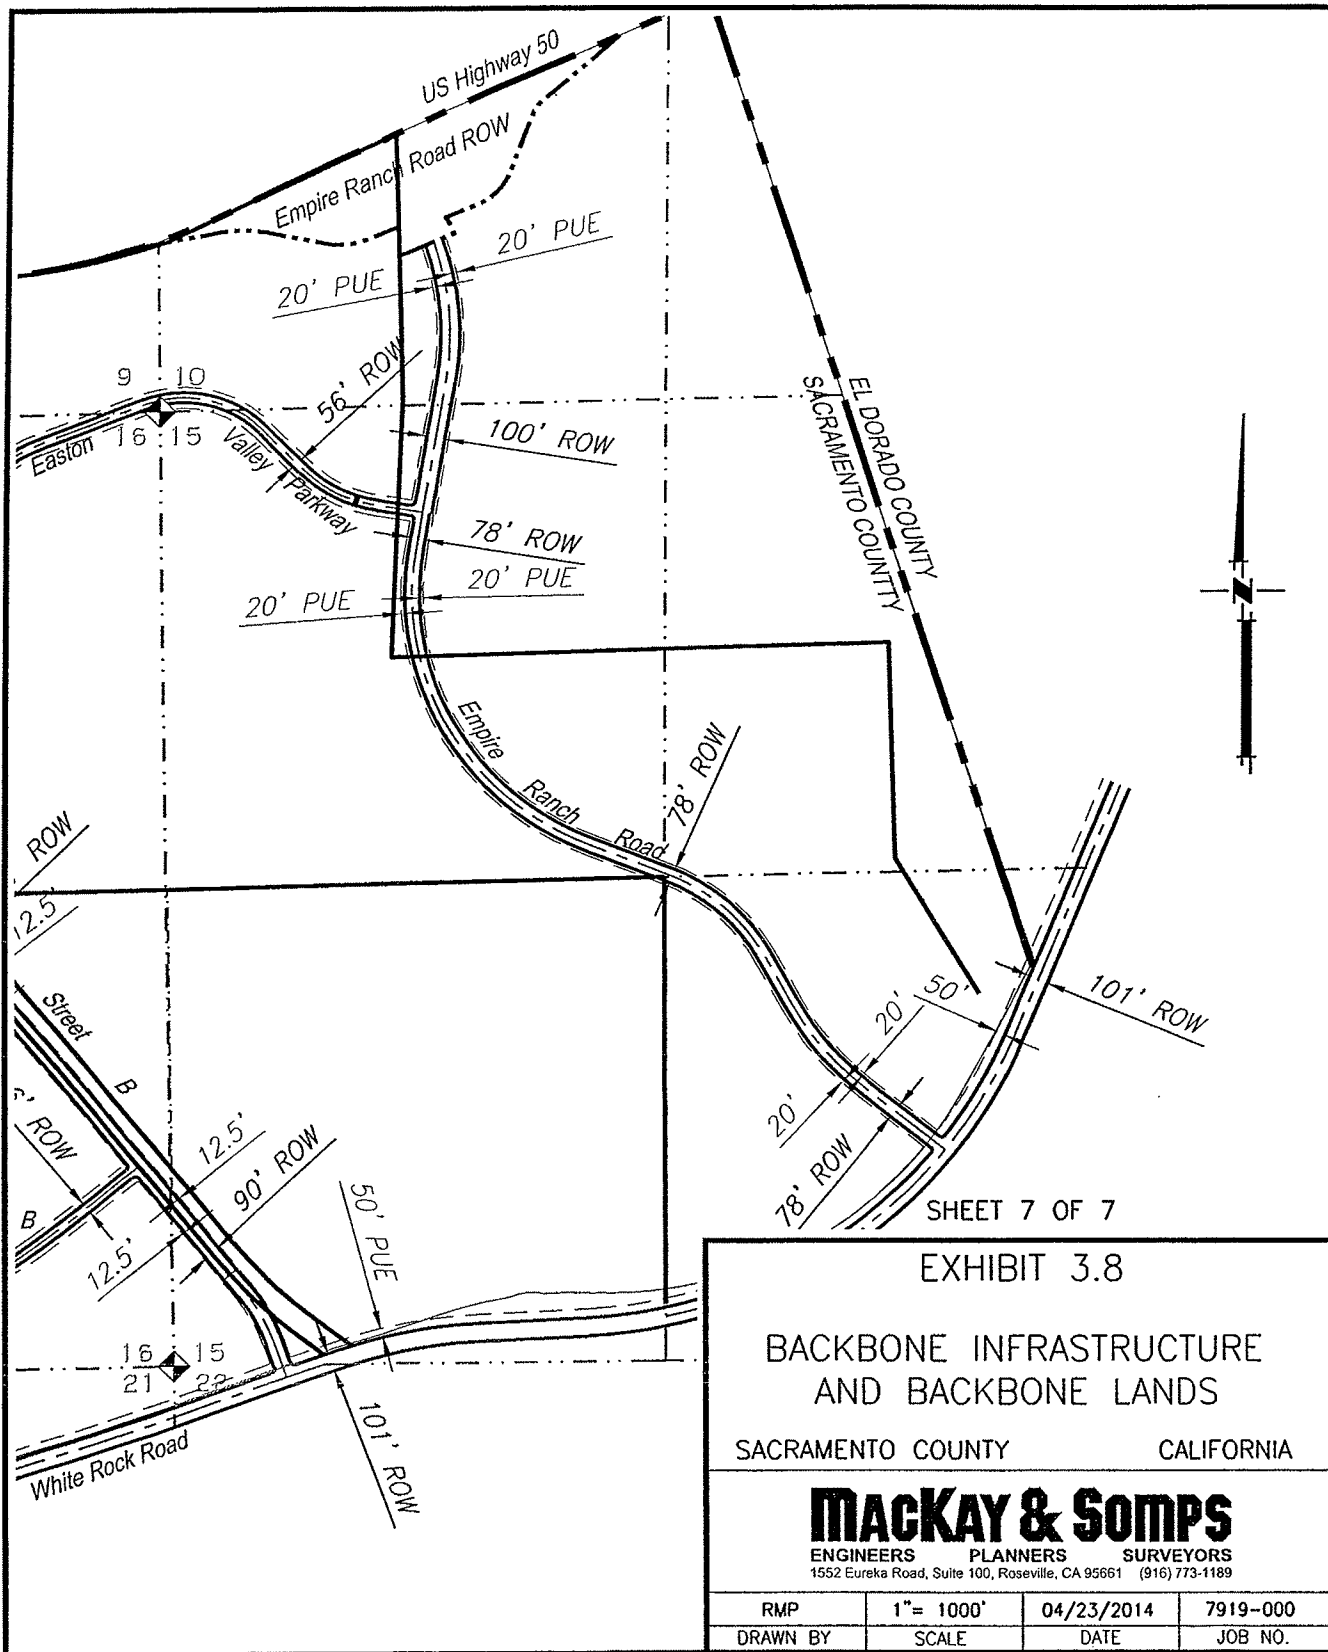 US Highway 50
Empire Ranch Road ROW
20' PUE
20' PUE
9 10
16 15
56' ROW
Easton
Valley
Parkway
100' ROW
78' ROW
20' PUE
20' PUE
EL DORADO COUNTY
SACRAMENTO COUNTTY
Empire
Ranch
Road
78' ROW
ROW
12.5'
Street
B
' ROW
B
12.5'
90' ROW
12.5'
50' PUE
20'
50'
101' ROW
20'
78' ROW
16 15
21 22
White Rock Road
101' ROW
SHEET 7 OF 7
EXHIBIT 3.8
BACKBONE INFRASTRUCTURE
AND BACKBONE LANDS
SACRAMENTO COUNTY CALIFORNIA
MACKAY & SOMPS
ENGINEERS PLANNERS SURVEYORS
1552 Eureka Road, Suite 100, Roseville, CA 95661 (916) 773-1189
RMP 1"= 1000' 04/23/2014 7919-000
DRAWN BY SCALE DATE JOB NO.